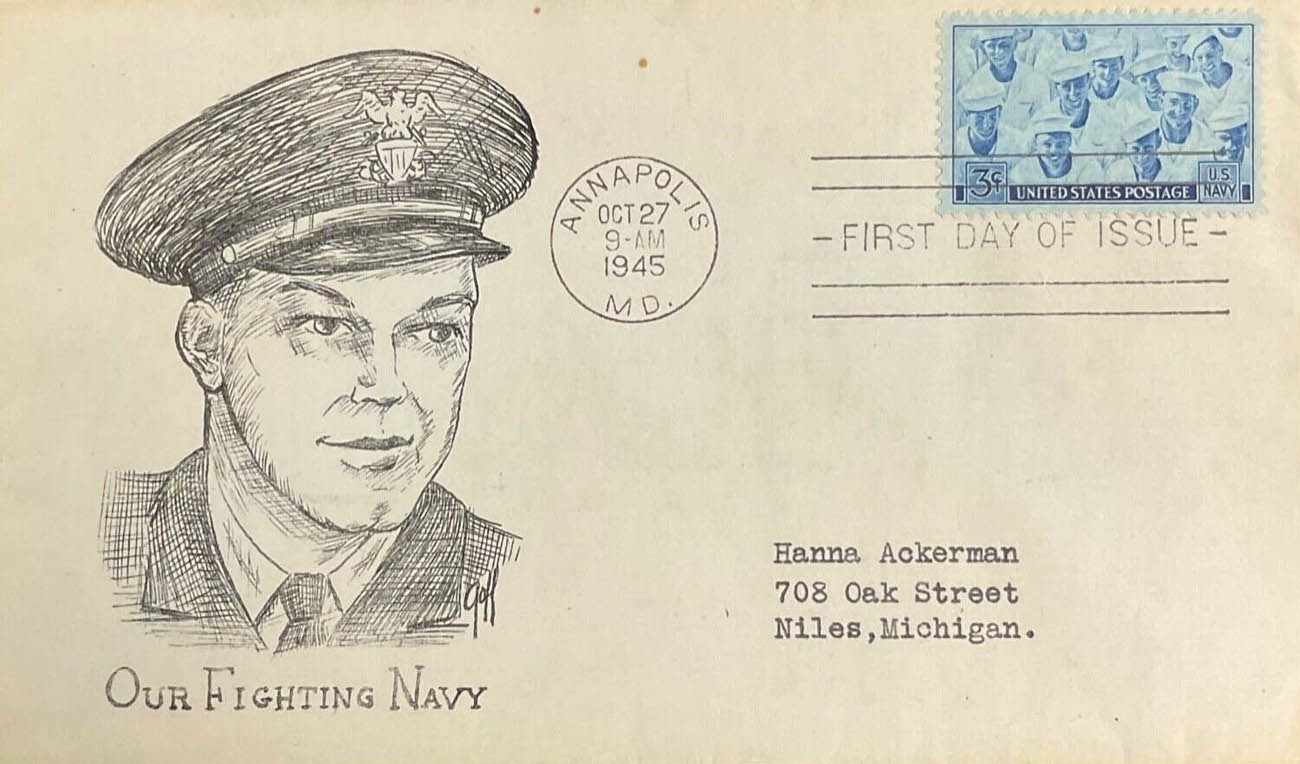 ANNAPOLIS
OCT 27
9-AM
1945
MD.
3¢
UNITED STATES POSTAGE
U.S.
NAVY
-FIRST DAY OF ISSUE-
Hanna Ackerman
708 Oak Street
Niles,Michigan.
Goff
OUR FIGHTING NAVY